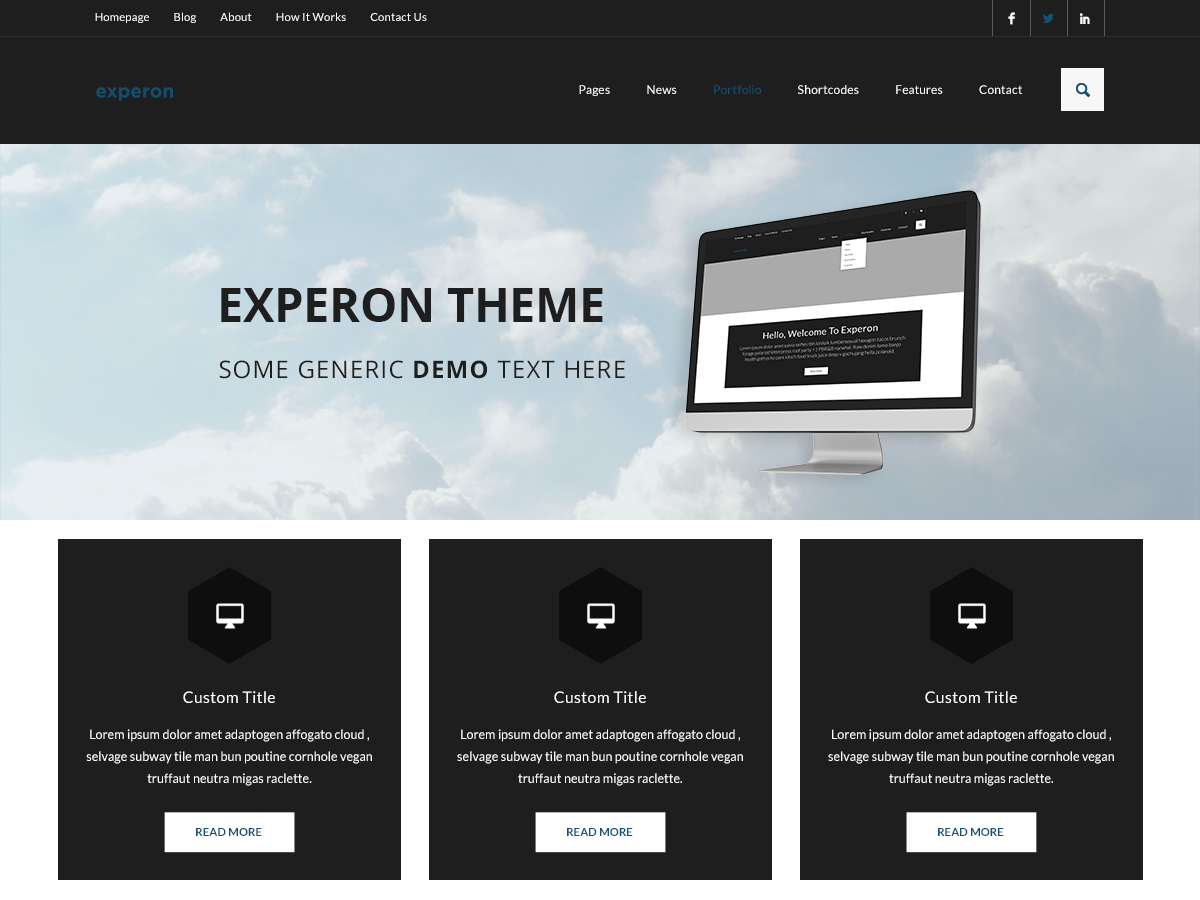 Homepage Blog About How It Works Contact Us
experon
Pages News Portfolio Shortcodes Features Contact
EXPERON THEME
SOME GENERIC DEMO TEXT HERE
Hello, Welcome To Experon
Custom Title
Lorem ipsum dolor amet adaptogen affogato cloud ,
selvage subway tile man bun poutine cornhole vegan
truffaut neutra migas raclette.
READ MORE
Custom Title
Lorem ipsum dolor amet adaptogen affogato cloud ,
selvage subway tile man bun poutine cornhole vegan
truffaut neutra migas raclette.
READ MORE
Custom Title
Lorem ipsum dolor amet adaptogen affogato cloud ,
selvage subway tile man bun poutine cornhole vegan
truffaut neutra migas raclette.
READ MORE